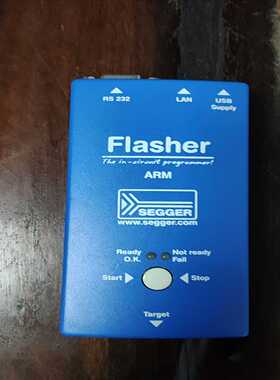 RS 232 LAN USB
Supply
Flasher
The in-circuit programmer!
ARM
SEGGER
www.segger.com
Ready Not ready
O.K. Fail
Start Stop
Target